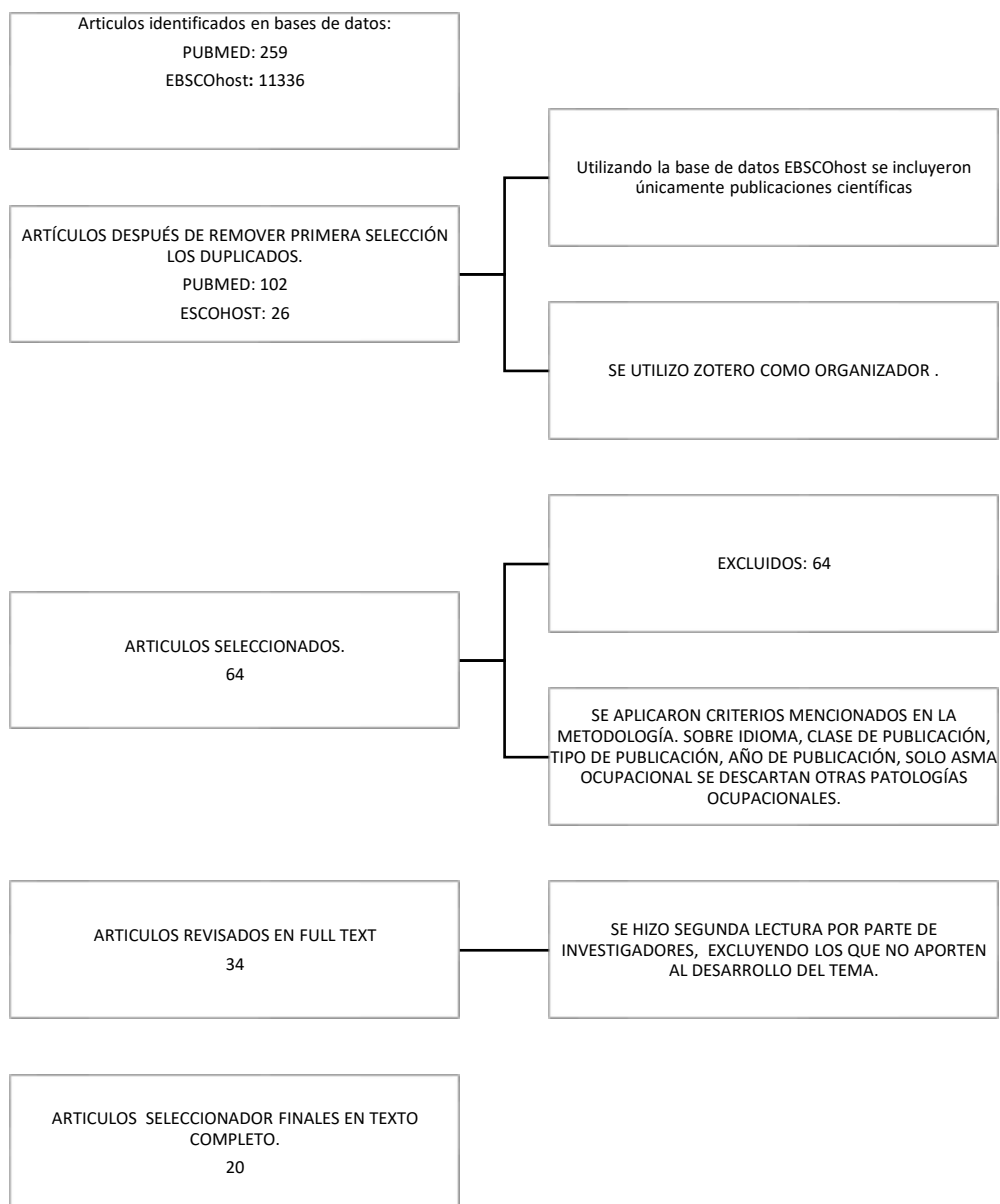 Articulos identificados en bases de datos:
PUBMED: 259
EBSCOhost: 11336
Utilizando la base de datos EBSCOhost se incluyeron
únicamente publicaciones científicas
ARTÍCULOS DESPUÉS DE REMOVER PRIMERA SELECCIÓN
LOS DUPLICADOS.
PUBMED: 102
ESCOHOST: 26
SE UTILIZO ZOTERO COMO ORGANIZADOR .
EXCLUIDOS: 64
ARTICULOS SELECCIONADOS.
64
SE APLICARON CRITERIOS MENCIONADOS EN LA
METODOLOGÍA. SOBRE IDIOMA, CLASE DE PUBLICACIÓN,
TIPO DE PUBLICACIÓN, AÑO DE PUBLICACIÓN, SOLO ASMA
OCUPACIONAL SE DESCARTAN OTRAS PATOLOGÍAS
OCUPACIONALES.
ARTICULOS REVISADOS EN FULL TEXT
34
SE HIZO SEGUNDA LECTURA POR PARTE DE
INVESTIGADORES, EXCLUYENDO LOS QUE NO APORTEN
AL DESARROLLO DEL TEMA.
ARTICULOS SELECCIONADOR FINALES EN TEXTO
COMPLETO.
20